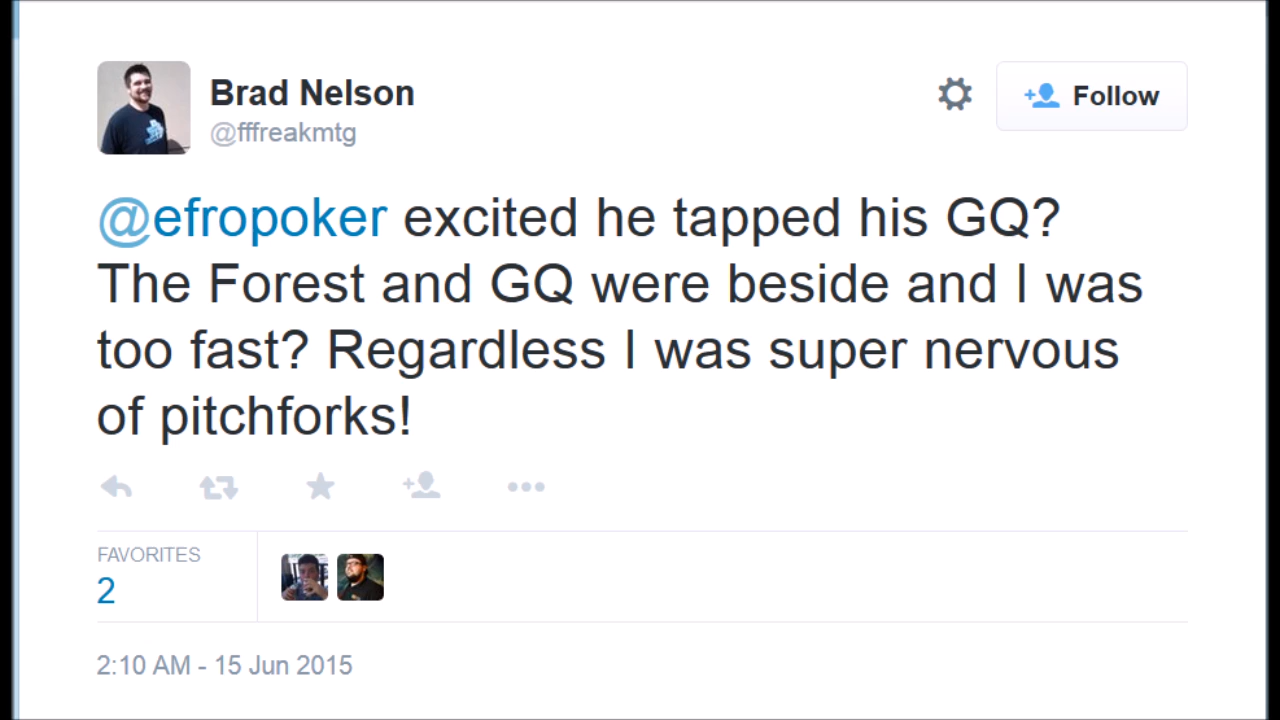 Brad Nelson
@fffreakmtg
Follow
@efropoker excited he tapped his GQ?
The Forest and GQ were beside and I was
too fast? Regardless I was super nervous
of pitchforks!
FAVORITES
2
2:10 AM - 15 Jun 2015